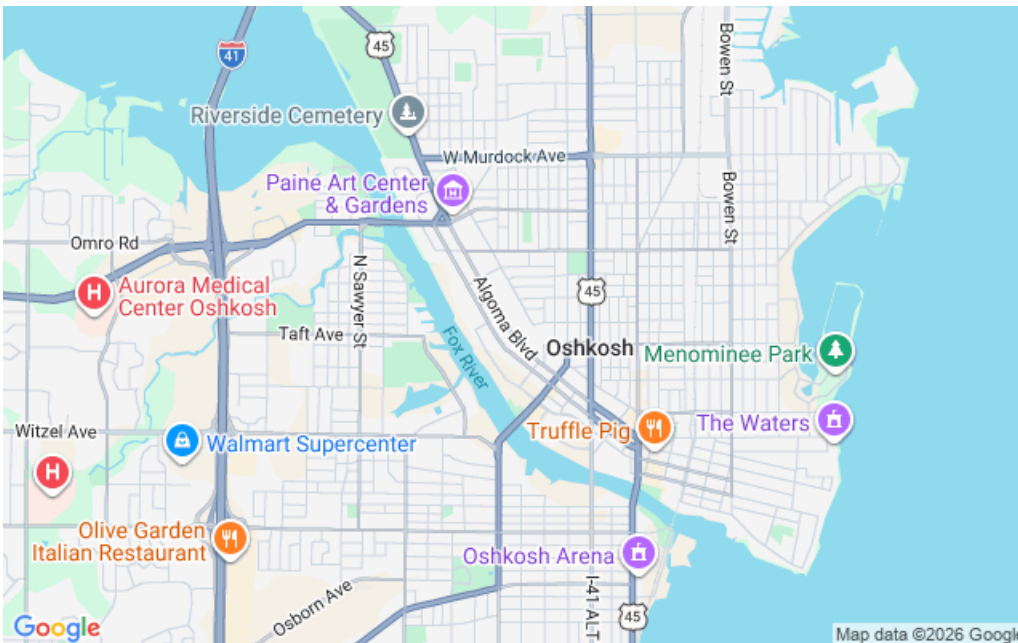 45
41
Bowen St
Riverside Cemetery
W Murdock Ave
Paine Art Center
& Gardens
Bowen St
Omro Rd
N Sawyer St
Aurora Medical
Center Oshkosh
H
45
Algoma Blvd
Taft Ave
Fox River
Oshkosh
Menominee Park
Witzel Ave
Walmart Supercenter
Truffle Pig
The Waters
H
Olive Garden
Italian Restaurant
Oshkosh Arena
Osborn Ave
I-41 ALT
45
Google
Map data ©2026 Googl